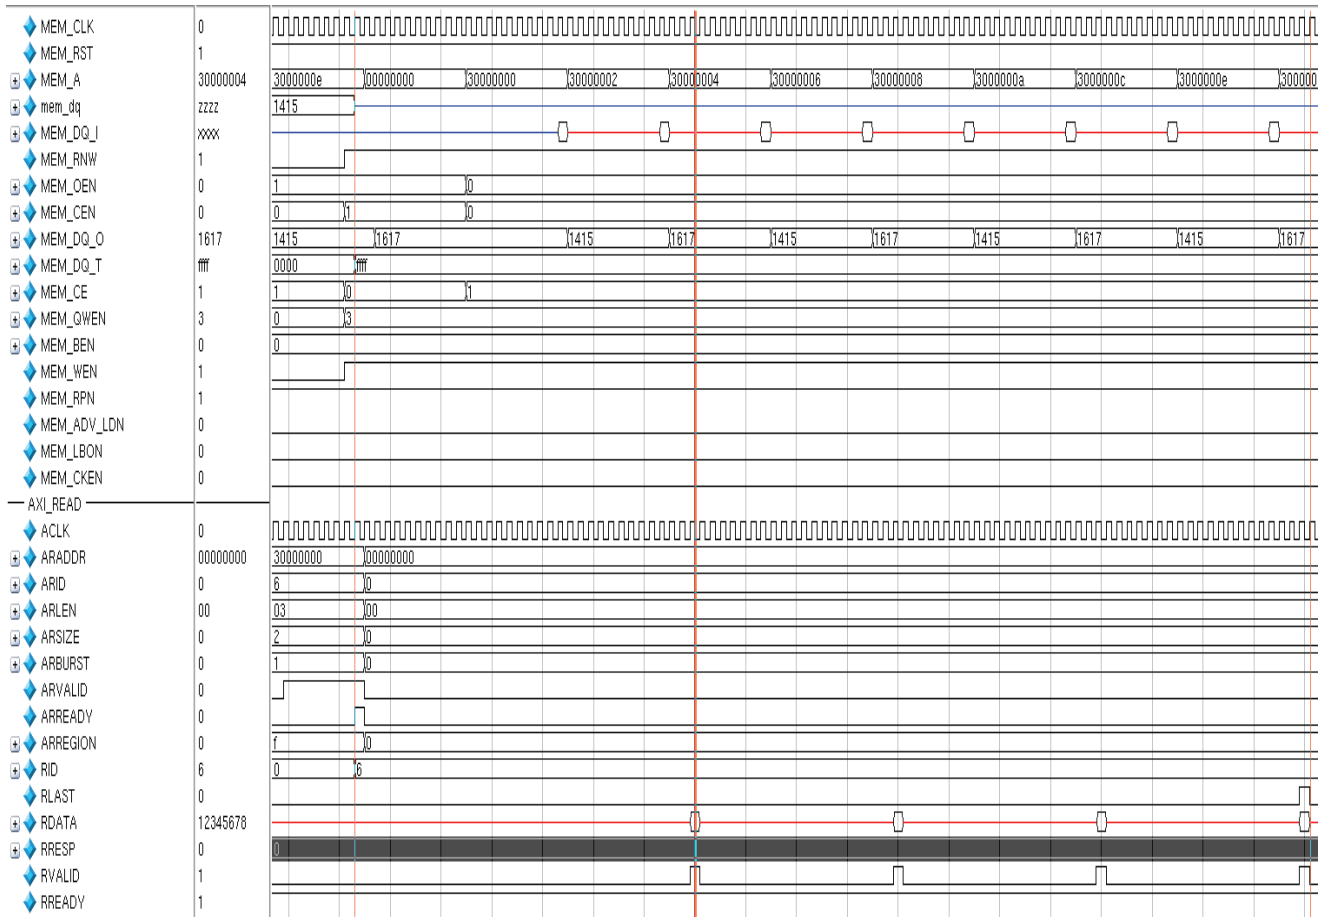 MEM_CLK 0
MEM_RST 1
MEM_A 30000004 3000000e 00000000 30000000 30000002 30000004 30000006 30000008 3000000a 3000000c 3000000e 300000
mem_dq zzzz 1415
MEM_DQ_I xxxx
MEM_RNW 1
MEM_OEN 0 1 0
MEM_CEN 0 0 1 0
MEM_DQ_O 1617 1415 1617 1415 1617 1415 1617 1415 1617 1415 1617
MEM_DQ_T ffff 0000 ffff
MEM_CE 1 1 0 1
MEM_QWEN 3 0 3
MEM_BEN 0 0
MEM_WEN 1
MEM_RPN 1
MEM_ADV_LDN 0
MEM_LBON 0
MEM_CKEN 0
AXI_READ
ACLK 0
ARADDR 00000000 30000000 00000000
ARID 0 6 0
ARLEN 00 03 00
ARSIZE 0 2 0
ARBURST 0 1 0
ARVALID 0
ARREADY 0
ARREGION 0 f 0
RID 6 0 6
RLAST 0
RDATA 12345678
RRESP 0 0
RVALID 1
RREADY 1